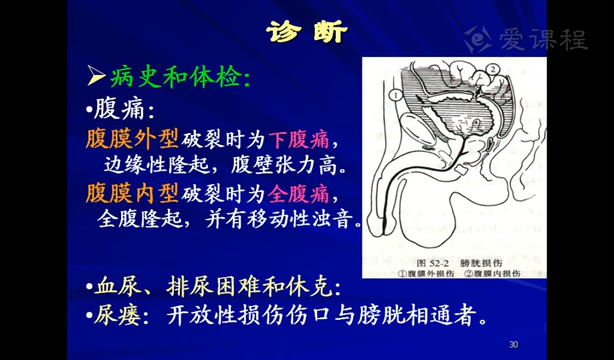 诊断
爱课程
➢病史和体检：
•腹痛：
腹膜外型破裂时为下腹痛，
边缘性隆起，腹壁张力高。
腹膜内型破裂时为全腹痛，
全腹隆起，并有移动性浊音。
①
②
图 52-2 膀胱损伤
①腹膜外损伤 ②腹膜内损伤
•血尿、排尿困难和休克：
•尿瘘：开放性损伤伤口与膀胱相通者。
30